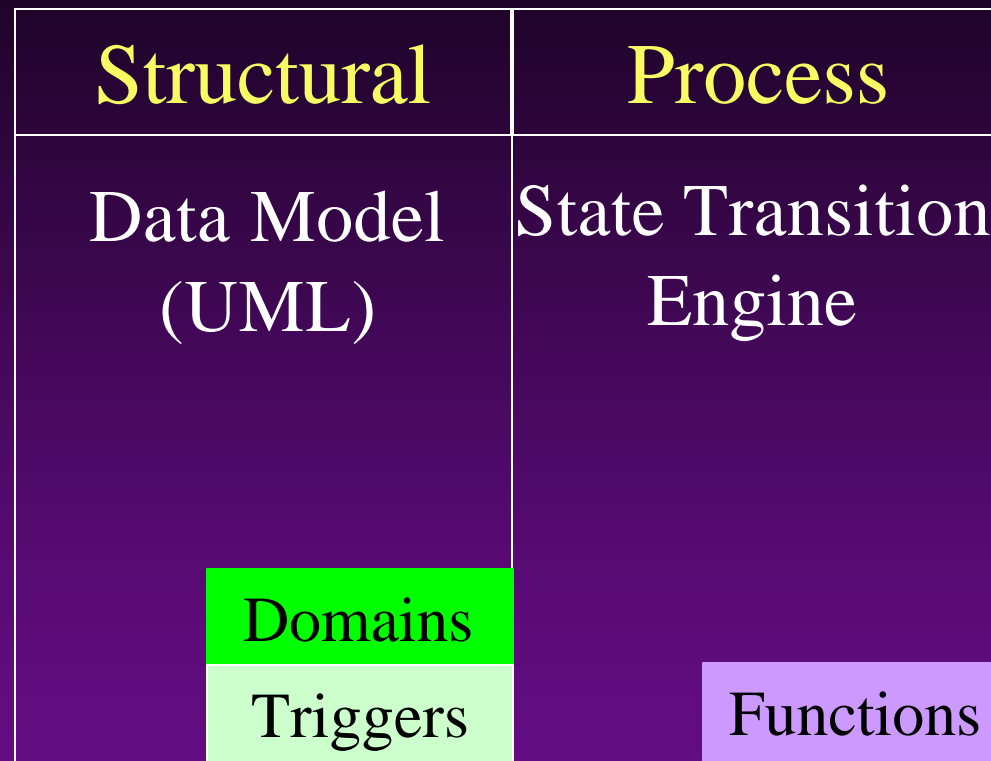 Structural
Process
Data Model
(UML)
State Transition
Engine
Domains
Triggers
Functions